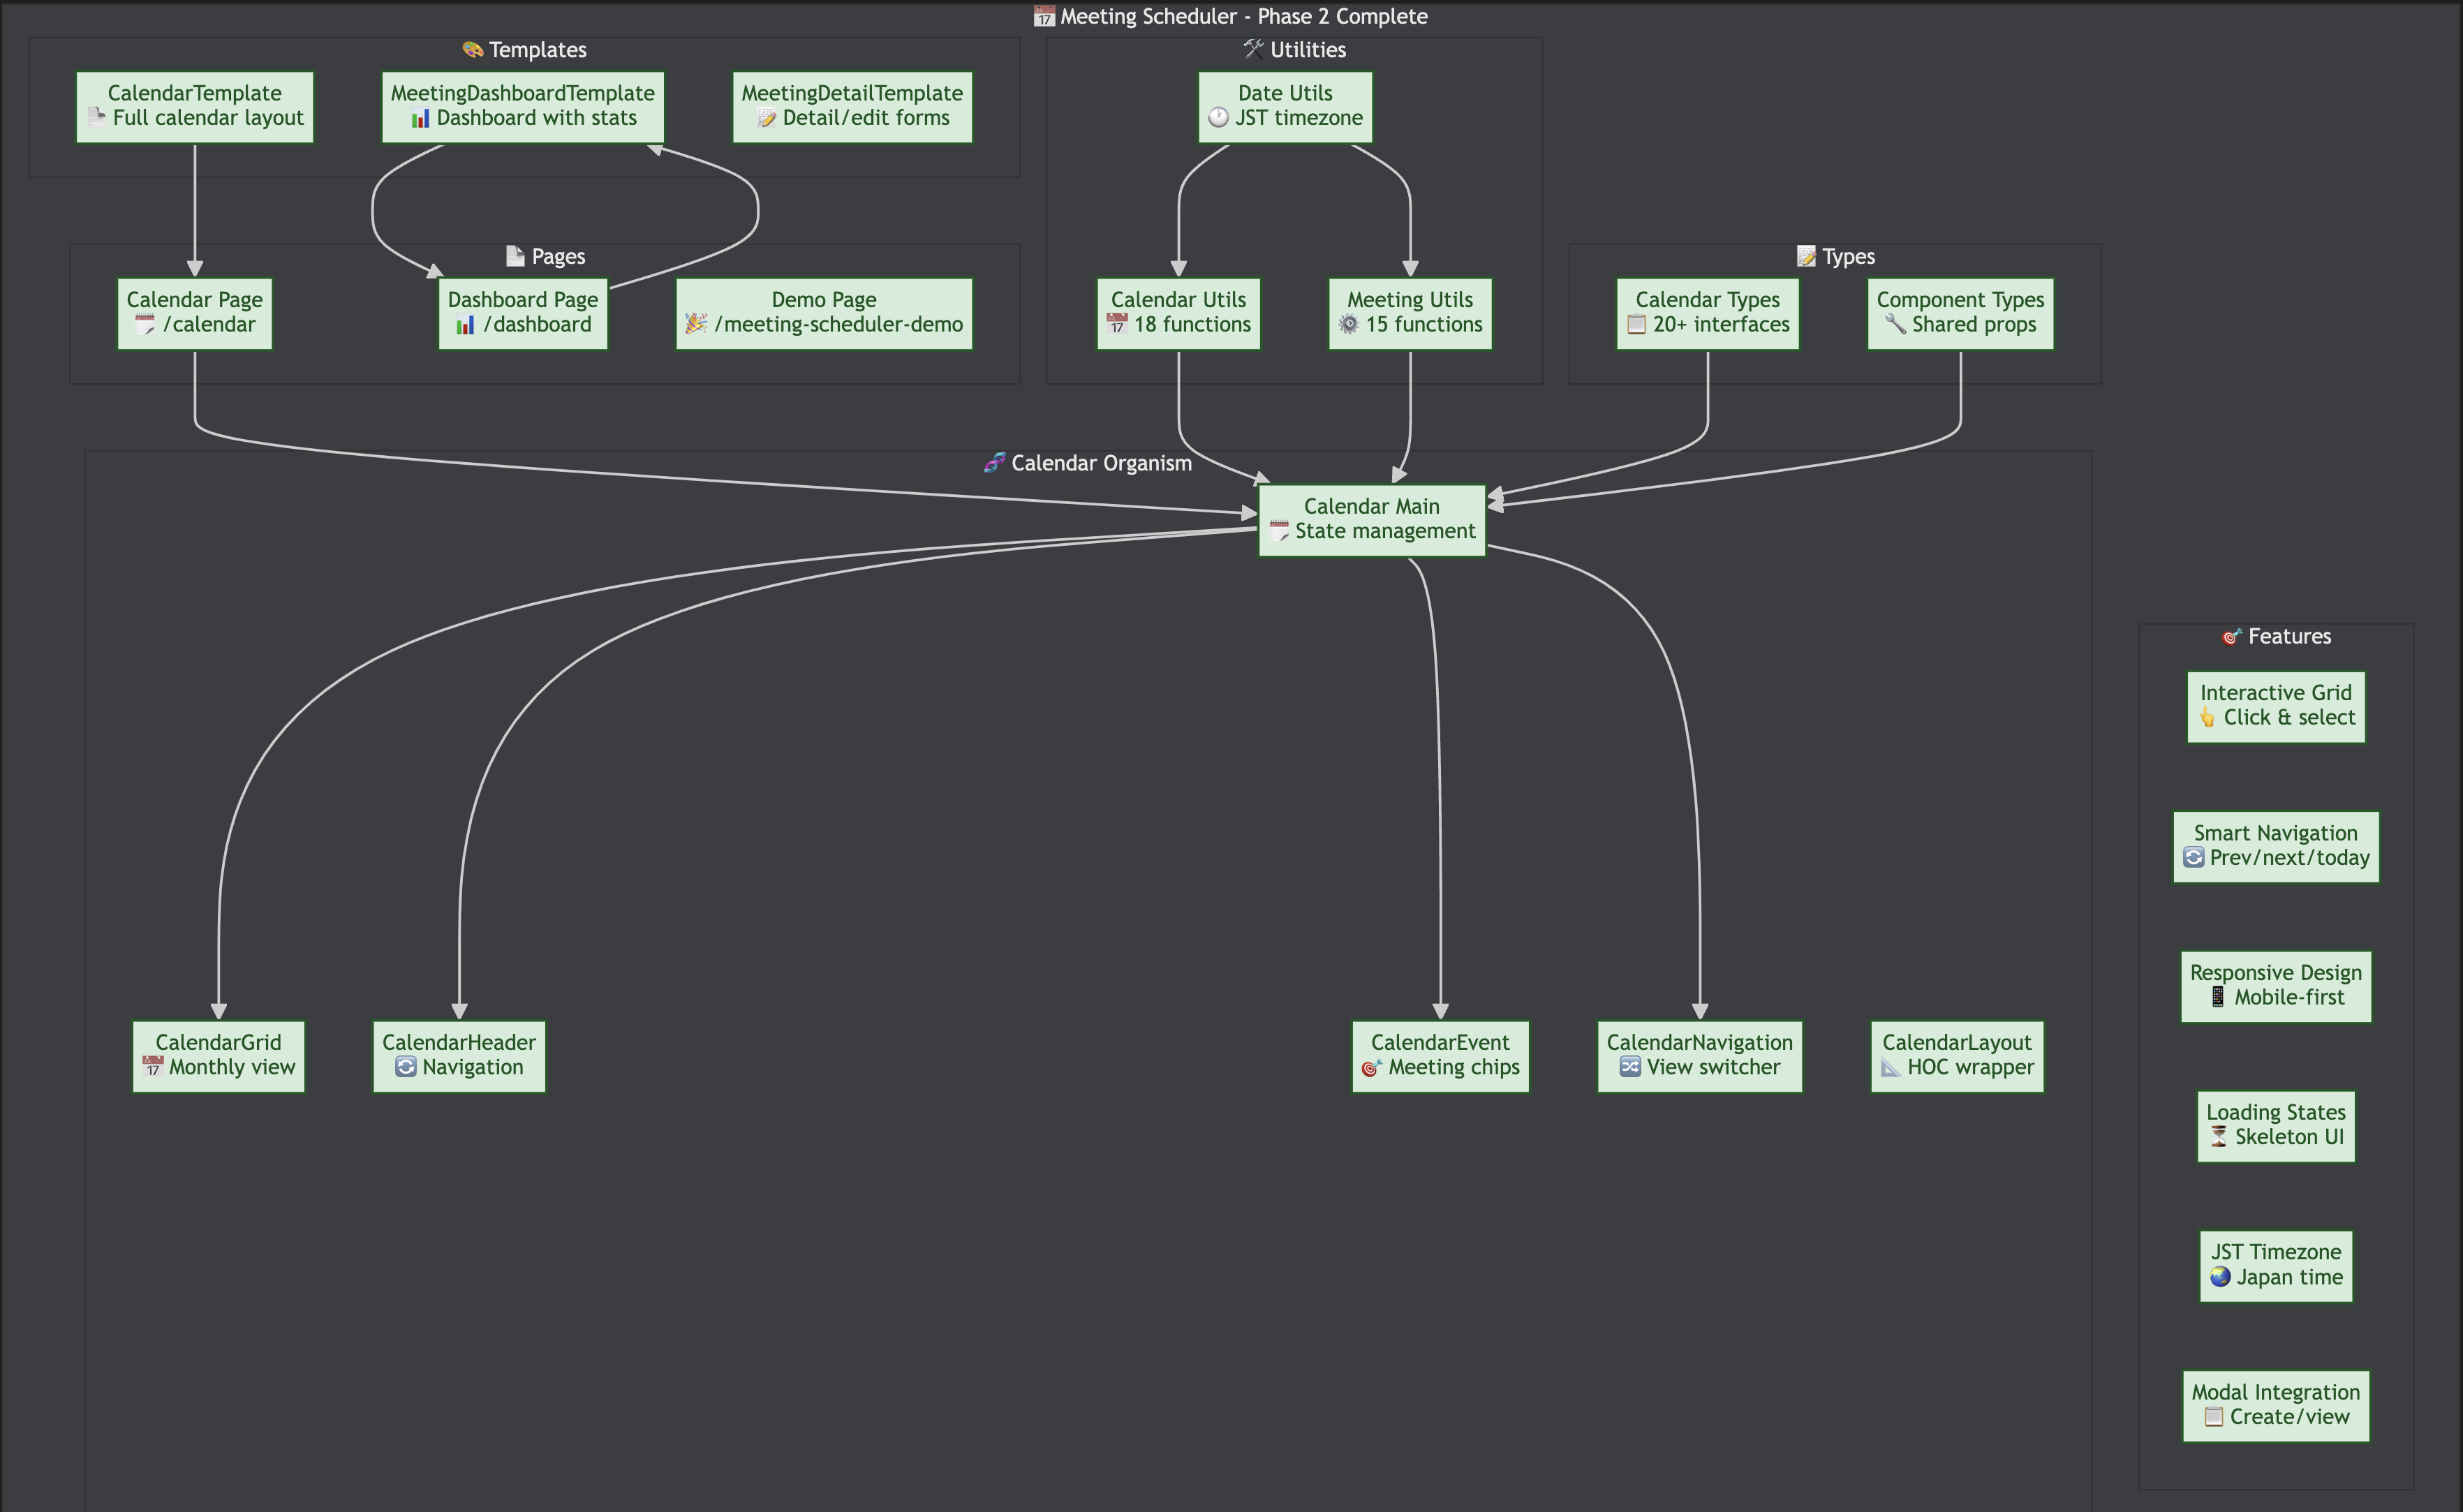 📅 Meeting Scheduler - Phase 2 Complete
🎨 Templates
CalendarTemplate
📄 Full calendar layout
MeetingDashboardTemplate
📊 Dashboard with stats
MeetingDetailTemplate
📝 Detail/edit forms
🛠️ Utilities
Date Utils
🕐 JST timezone
📄 Pages
Calendar Page
🗓️ /calendar
Dashboard Page
📊 /dashboard
Demo Page
🎉 /meeting-scheduler-demo
Calendar Utils
📅 18 functions
Meeting Utils
⚙️ 15 functions
📝 Types
Calendar Types
📋 20+ interfaces
Component Types
🔧 Shared props
🧬 Calendar Organism
Calendar Main
🗓️ State management
CalendarGrid
📅 Monthly view
CalendarHeader
🔄 Navigation
CalendarEvent
🎯 Meeting chips
CalendarNavigation
🔀 View switcher
CalendarLayout
📐 HOC wrapper
🎯 Features
Interactive Grid
👆 Click & select
Smart Navigation
🔄 Prev/next/today
Responsive Design
📱 Mobile-first
Loading States
⏳ Skeleton UI
JST Timezone
🌏 Japan time
Modal Integration
📋 Create/view